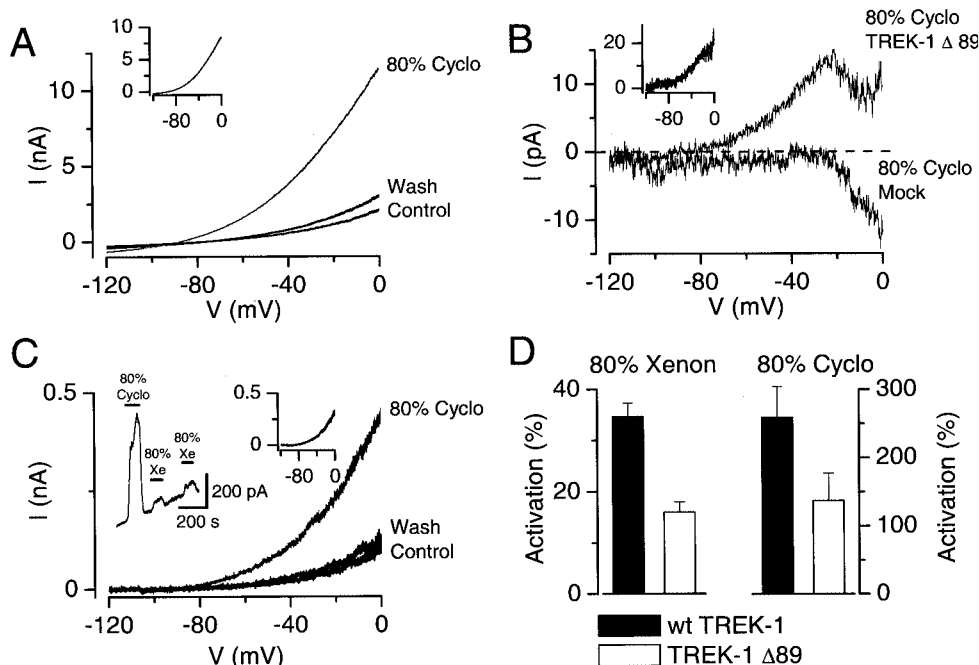 A
10
5
0
-80
0
80% Cyclo
Wash
Control
I (nA)
10
5
0
-120
-80
-40
0
V (mV)
B
20
0
-80
0
80% Cyclo
TREK-1 Δ 89
80% Cyclo
Mock
I (pA)
10
0
-10
-120
-80
-40
0
V (mV)
C
80%
Cyclo
80%
Xe
80%
Xe
200 pA
200 s
0.5
0
-80
0
80% Cyclo
Wash
Control
I (nA)
0.5
0
-120
-80
-40
0
V (mV)
D
80% Xenon
80% Cyclo
Activation (%)
40
20
0
300
200
100
0
Activation (%)
wt TREK-1
TREK-1 Δ89